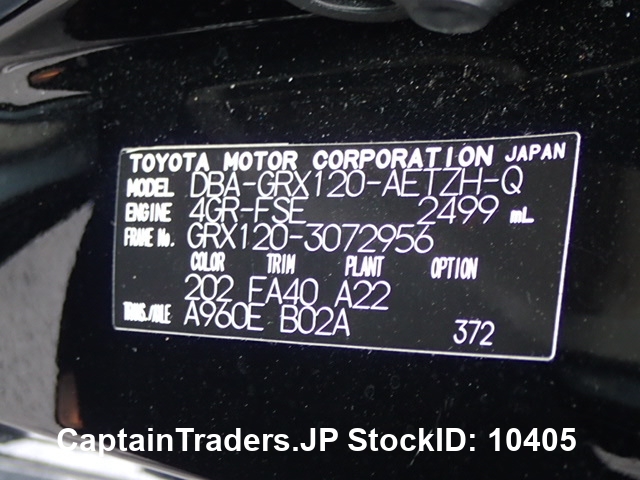 TOYOTA MOTOR CORPORATION JAPAN
MODEL DBA-GRX120-AETZH-Q
ENGINE 4GR-FSE 2499 mL
FRAME No. GRX120-3072956
COLOR TRIM PLANT OPTION
202 FA40 A22
TRANS./AXLE A960E B02A 372
CaptainTraders.JP StockID: 10405